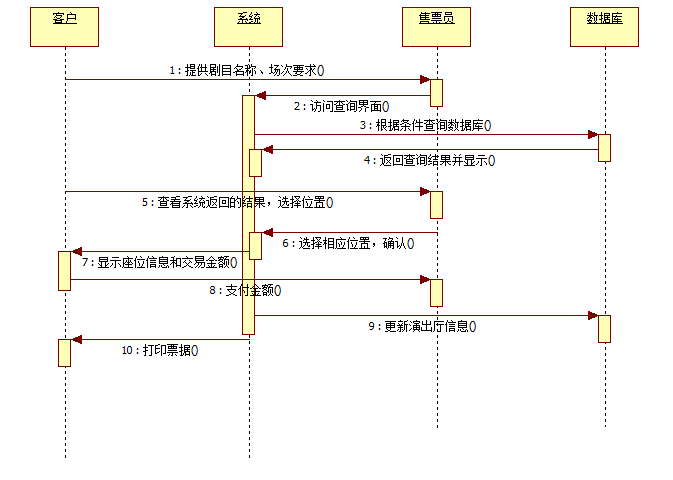 客户
系统
售票员
数据库
1 : 提供剧目名称、场次要求()
2 : 访问查询界面()
3 : 根据条件查询数据库()
4 : 返回查询结果并显示()
5 : 查看系统返回的结果，选择位置()
6 : 选择相应位置，确认()
7 : 显示座位信息和交易金额()
8 : 支付金额()
9 : 更新演出厅信息()
10 : 打印票据()